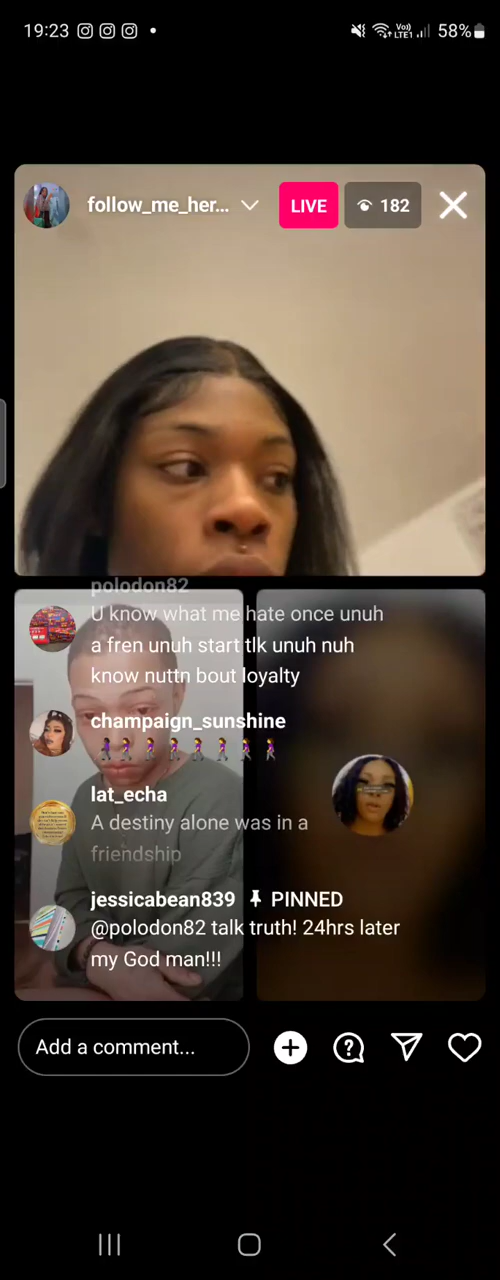 19:23
Vo)) LTE1 58%
follow_me_her... LIVE 182
polodon82
U know what me hate once unuh
a fren unuh start tlk unuh nuh
know nuttn bout loyalty
champaign_sunshine
lat_echa
A destiny alone was in a
friendship
jessicabean839 PINNED
@polodon82 talk truth! 24hrs later
my God man!!!
Add a comment...